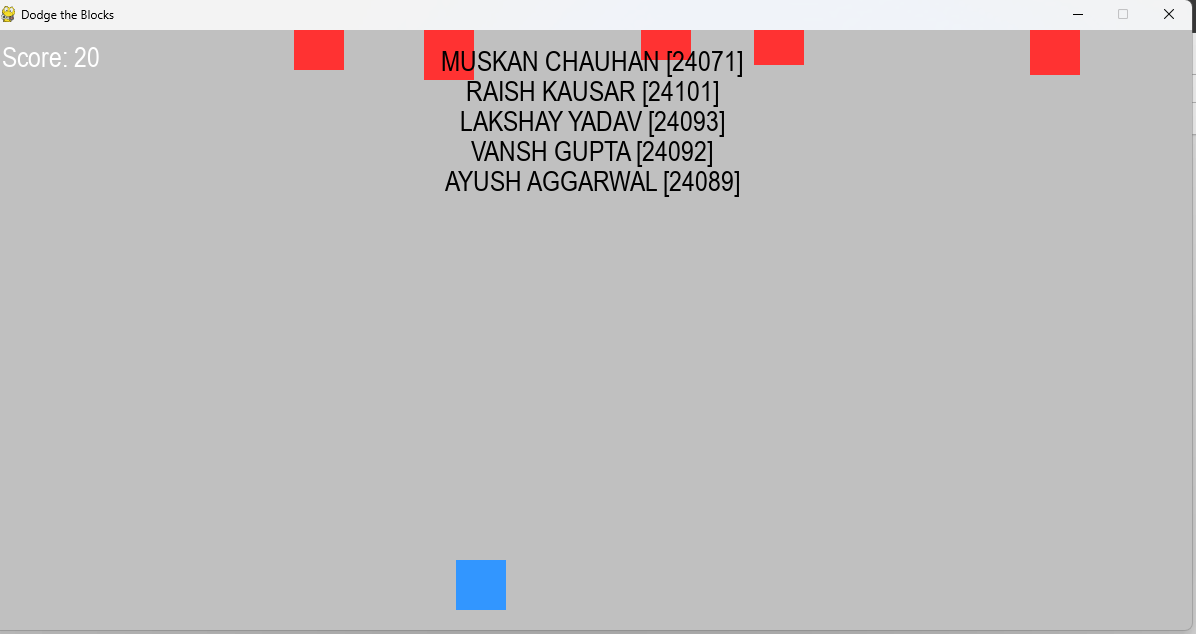 Dodge the Blocks
Score: 20
MUSKAN CHAUHAN [24071]
RAISH KAUSAR [24101]
LAKSHAY YADAV [24093]
VANSH GUPTA [24092]
AYUSH AGGARWAL [24089]